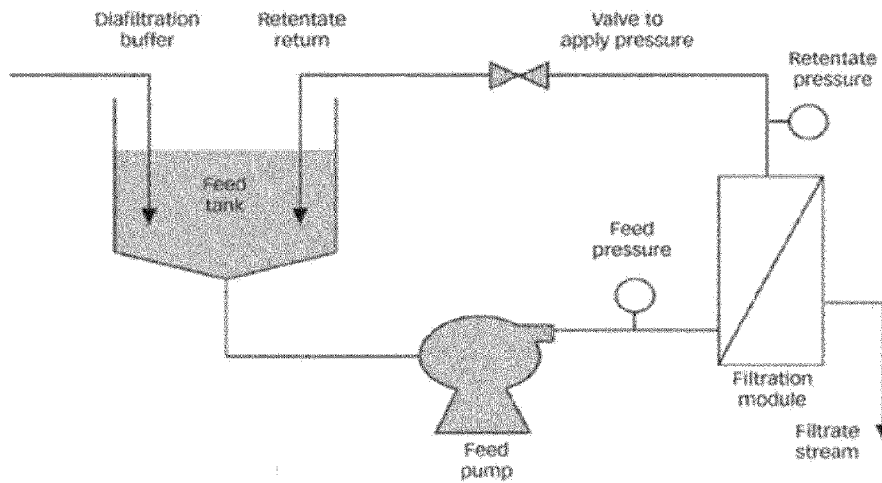 Diafiltration
buffer
Retentate
return
Valve to
apply pressure
Retentate
pressure
Feed
tank
Feed
pressure
Filtration
module
Feed
pump
Filtrate
stream